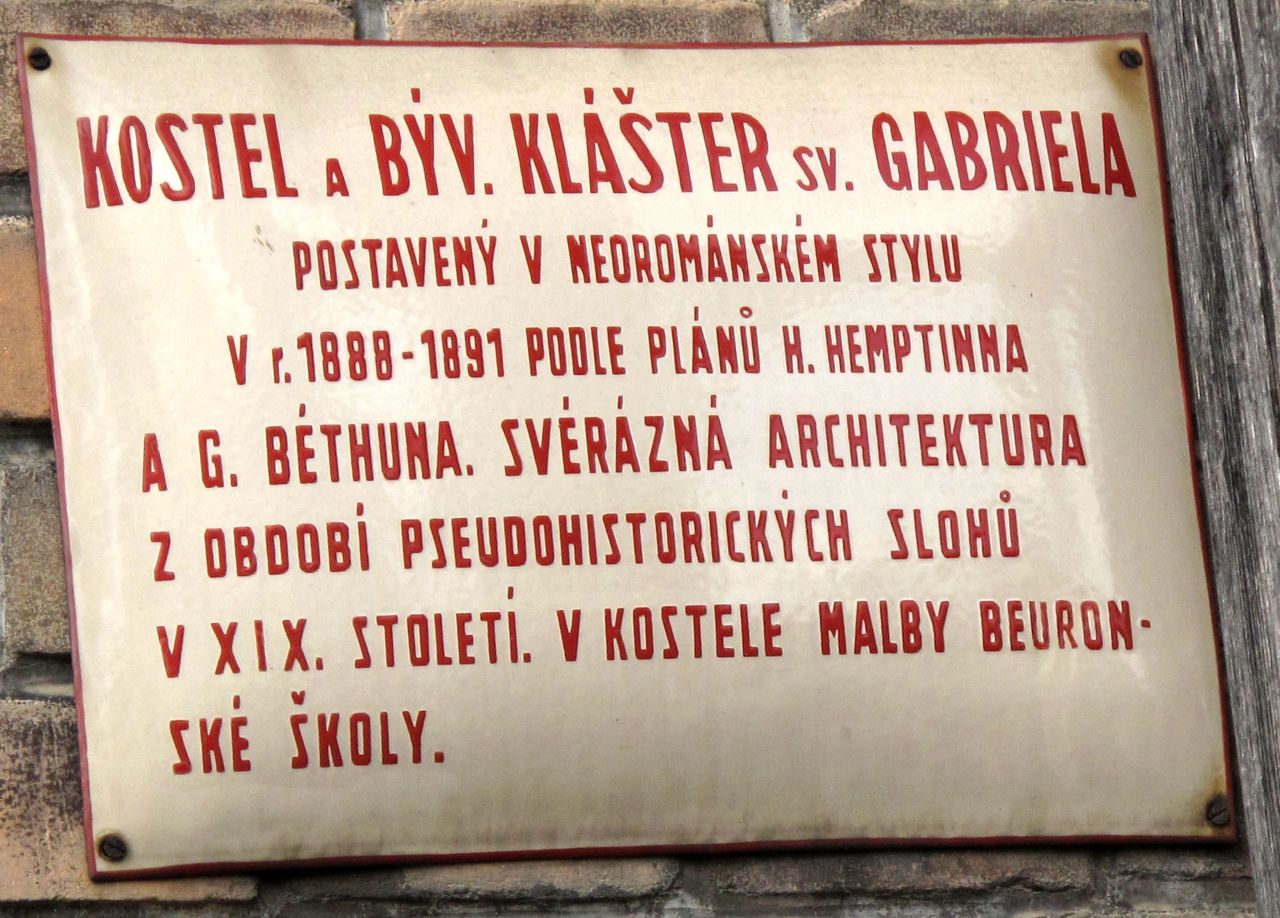 KOSTEL A BÝV. KLÁŠTER SV. GABRIELA
POSTAVENÝ V NEOROMÁNSKÉM STYLU
V r. 1888-1891 PODLE PLÁNŮ H. HEMPTINNA
A G. BÉTHUNA. SVÉRÁZNÁ ARCHITEKTURA
Z OBDOBÍ PSEUDOHISTORICKÝCH SLOHŮ
V XIX. STOLETÍ. V KOSTELE MALBY BEURON-
SKÉ ŠKOLY.